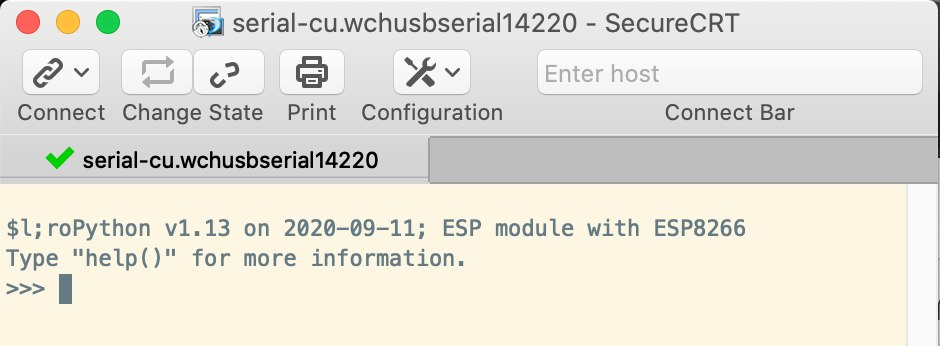 serial-cu.wchusbserial14220 - SecureCRT
Enter host
Connect Change State Print Configuration Connect Bar
serial-cu.wchusbserial14220
$l;roPython v1.13 on 2020-09-11; ESP module with ESP8266
Type "help()" for more information.
>>>